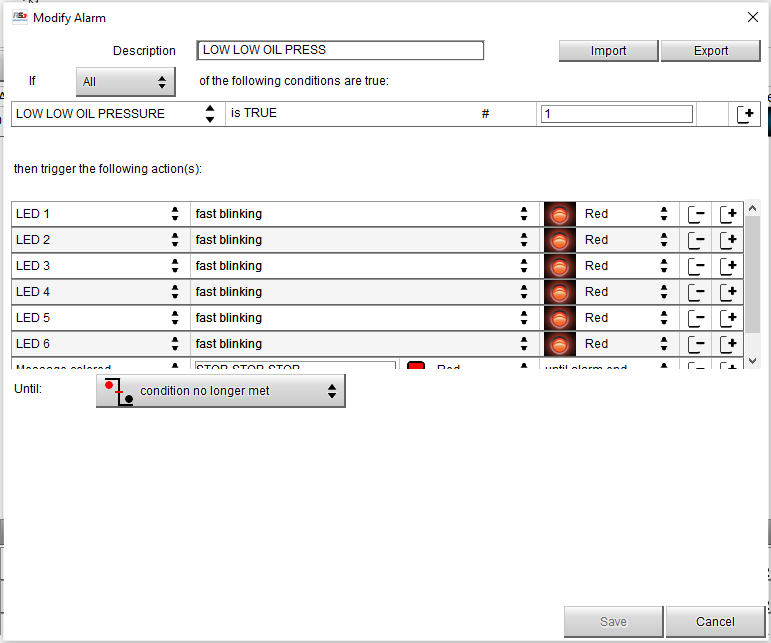 Modify Alarm
Description LOW LOW OIL PRESS Import Export
If All of the following conditions are true:
LOW LOW OIL PRESSURE is TRUE # 1
then trigger the following action(s):
LED 1 fast blinking Red
LED 2 fast blinking Red
LED 3 fast blinking Red
LED 4 fast blinking Red
LED 5 fast blinking Red
LED 6 fast blinking Red
Message colored STOP STOP STOP Red until alarm end
Until: condition no longer met
Save Cancel